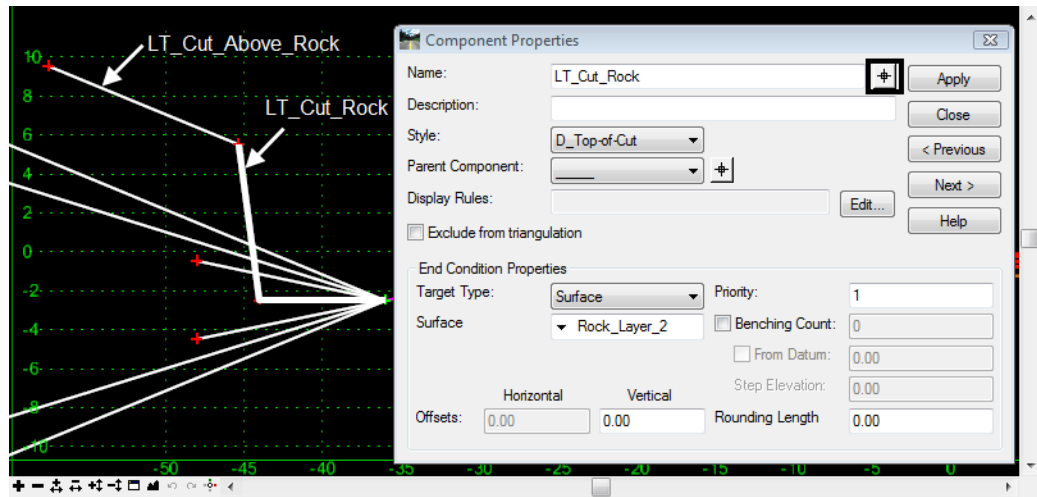 LT_Cut_Above_Rock
LT_Cut_Rock
10
8
6
4
2
0
-2
-4
-6
-8
-10
-50 -45 -40 -35 -30 -25 -20 -15 -10 -5 0
Component Properties
Name: LT_Cut_Rock Apply
Description: Close
Style: D_Top-of-Cut < Previous
Parent Component: Next >
Display Rules: Edit... Help
Exclude from triangulation
End Condition Properties
Target Type: Surface Priority: 1
Surface Rock_Layer_2 Benching Count: 0
From Datum: 0.00
Step Elevation: 0.00
Horizontal Vertical
Offsets: 0.00 0.00 Rounding Length 0.00